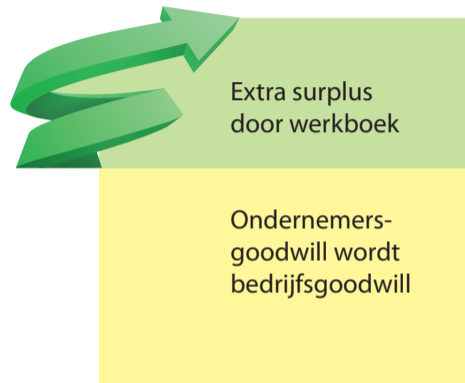 Extra surplus
door werkboek
Ondernemers-
goodwill wordt
bedrijfsgoodwill